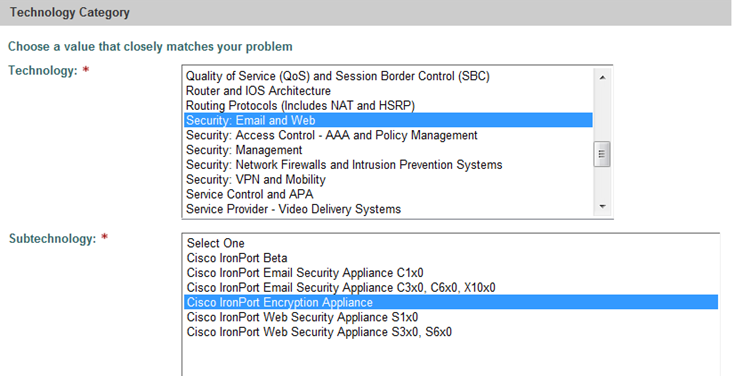 Technology Category
Choose a value that closely matches your problem
Technology: *
Quality of Service (QoS) and Session Border Control (SBC)
Router and IOS Architecture
Routing Protocols (Includes NAT and HSRP)
Security: Email and Web
Security: Access Control - AAA and Policy Management
Security: Management
Security: Network Firewalls and Intrusion Prevention Systems
Security: VPN and Mobility
Service Control and APA
Service Provider - Video Delivery Systems
Subtechnology: *
Select One
Cisco IronPort Beta
Cisco IronPort Email Security Appliance C1x0
Cisco IronPort Email Security Appliance C3x0, C6x0, X10x0
Cisco IronPort Encryption Appliance
Cisco IronPort Web Security Appliance S1x0
Cisco IronPort Web Security Appliance S3x0, S6x0